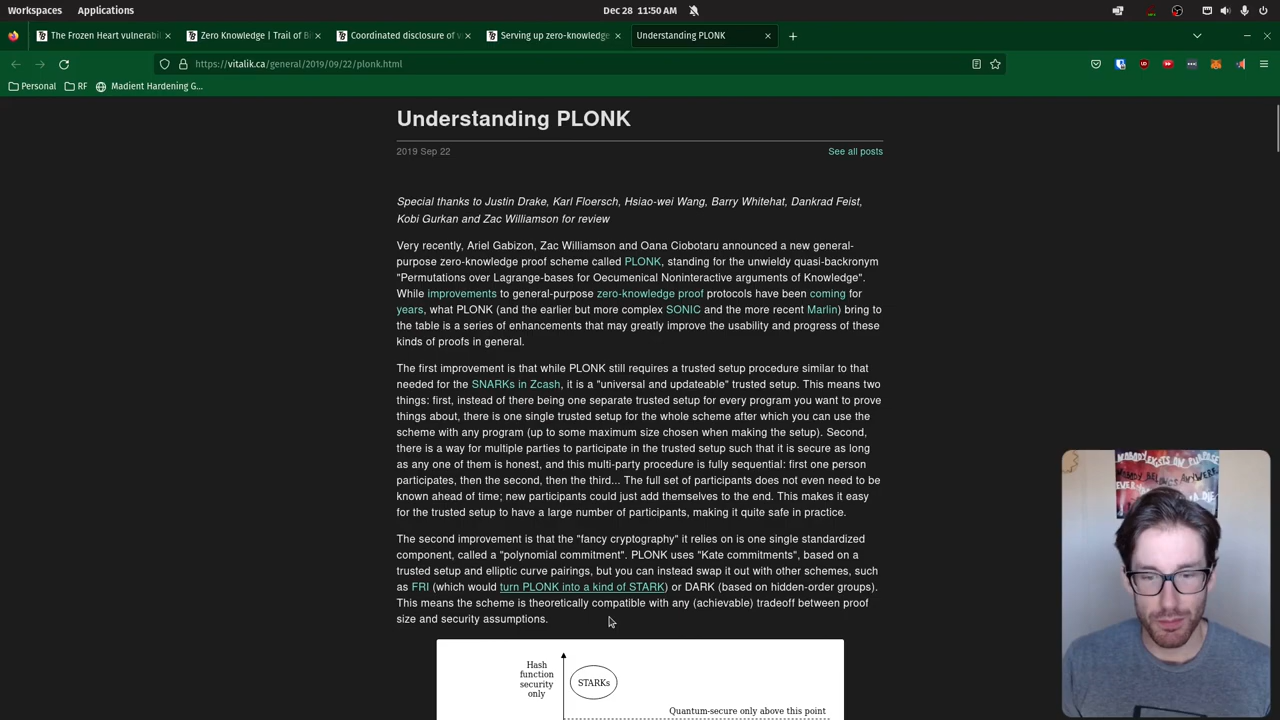 Workspaces Applications Dec 28 11:50 AM
The Frozen Heart vulnerabil Zero Knowledge | Trail of Bi Coordinated disclosure of v Serving up zero-knowledge Understanding PLONK
https://vitalik.ca/general/2019/09/22/plonk.html
Personal RF Madient Hardening G...
Understanding PLONK
2019 Sep 22 See all posts
Special thanks to Justin Drake, Karl Floersch, Hsiao-wei Wang, Barry Whitehat, Dankrad Feist,
Kobi Gurkan and Zac Williamson for review
Very recently, Ariel Gabizon, Zac Williamson and Oana Ciobotaru announced a new general-
purpose zero-knowledge proof scheme called PLONK, standing for the unwieldy quasi-backronym
"Permutations over Lagrange-bases for Oecumenical Noninteractive arguments of Knowledge".
While improvements to general-purpose zero-knowledge proof protocols have been coming for
years, what PLONK (and the earlier but more complex SONIC and the more recent Marlin) bring to
the table is a series of enhancements that may greatly improve the usability and progress of these
kinds of proofs in general.
The first improvement is that while PLONK still requires a trusted setup procedure similar to that
needed for the SNARKs in Zcash, it is a "universal and updateable" trusted setup. This means two
things: first, instead of there being one separate trusted setup for every program you want to prove
things about, there is one single trusted setup for the whole scheme after which you can use the
scheme with any program (up to some maximum size chosen when making the setup). Second,
there is a way for multiple parties to participate in the trusted setup such that it is secure as long
as any one of them is honest, and this multi-party procedure is fully sequential: first one person
participates, then the second, then the third... The full set of participants does not even need to be
known ahead of time; new participants could just add themselves to the end. This makes it easy
for the trusted setup to have a large number of participants, making it quite safe in practice.
The second improvement is that the "fancy cryptography" it relies on is one single standardized
component, called a "polynomial commitment". PLONK uses "Kate commitments", based on a
trusted setup and elliptic curve pairings, but you can instead swap it out with other schemes, such
as FRI (which would turn PLONK into a kind of STARK) or DARK (based on hidden-order groups).
This means the scheme is theoretically compatible with any (achievable) tradeoff between proof
size and security assumptions.
Hash
function
security
only
STARKs
Quantum-secure only above this point
NOBODY EXISTS ON PURPOSE